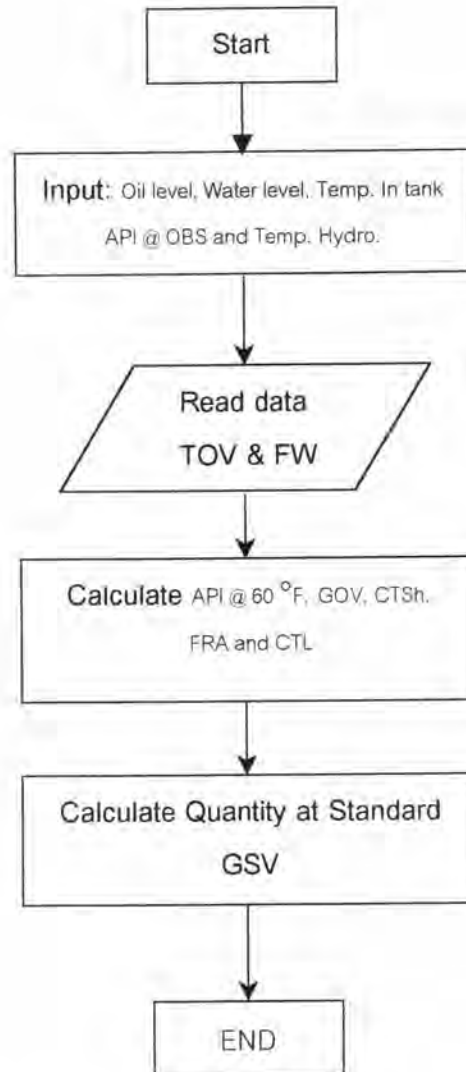 Start
Input: Oil level, Water level, Temp. In tank
API @ OBS and Temp. Hydro.
Read data
TOV & FW
Calculate API @ 60 °F, GOV, CTSh,
FRA and CTL
Calculate Quantity at Standard
GSV
END